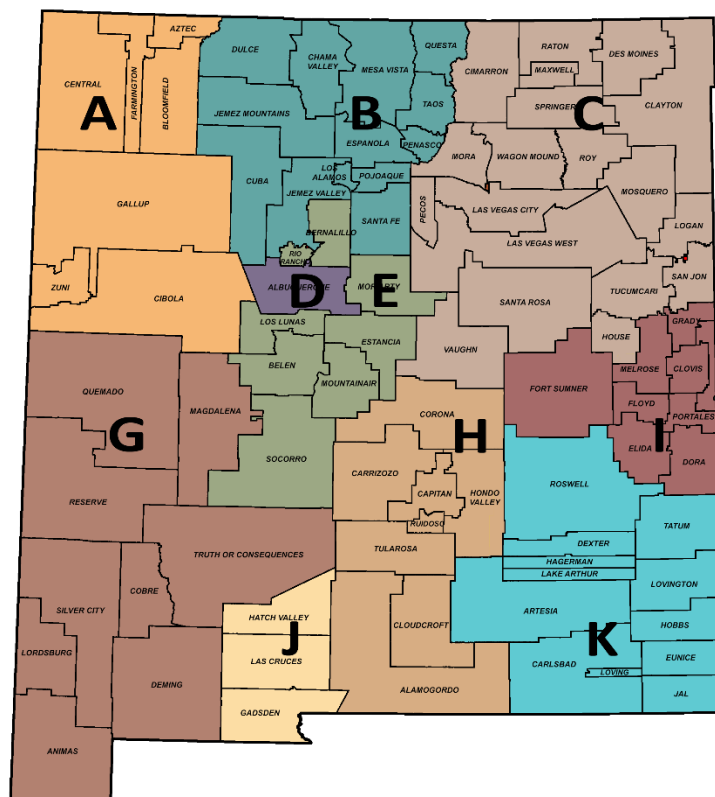 AZTEC
CENTRAL
FARMINGTON
BLOOMFIELD
A
GALLUP
ZUNI
CIBOLA
DULCE
CHAMA
VALLEY
MESA VISTA
QUESTA
TAOS
JEMEZ MOUNTAINS
B
ESPANOLA
PENASCO
CUBA
LOS
ALAMOS
JEMEZ VALLEY
POJOAQUE
SANTA FE
CIMARRON
RATON
MAXWELL
DES MOINES
SPRINGER
C
CLAYTON
MORA
WAGON MOUND
ROY
MOSQUERO
PECOS
LAS VEGAS CITY
LAS VEGAS WEST
LOGAN
SAN JON
TUCUMCARI
SANTA ROSA
HOUSE
VAUGHN
BERNALILLO
RIO
RANCHO
ALBUQUERQUE
D
MORIARTY
E
LOS LUNAS
ESTANCIA
BELEN
MOUNTAINAIR
SOCORRO
QUEMADO
MAGDALENA
G
RESERVE
TRUTH OR CONSEQUENCES
COBRE
SILVER CITY
LORDSBURG
DEMING
ANIMAS
CORONA
H
CARRIZOZO
CAPITAN
HONDO
VALLEY
RUIDOSO
TULAROSA
CLOUDCROFT
ALAMOGORDO
FORT SUMNER
GRADY
MELROSE
CLOVIS
FLOYD
PORTALES
I
ELIDA
DORA
HATCH VALLEY
J
LAS CRUCES
GADSDEN
ROSWELL
TATUM
DEXTER
HAGERMAN
LAKE ARTHUR
LOVINGTON
ARTESIA
HOBBS
K
CARLSBAD
LOVING
EUNICE
JAL